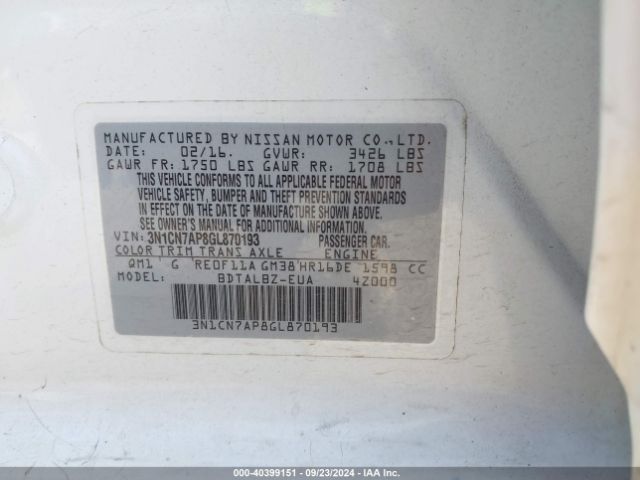 MANUFACTURED BY NISSAN MOTOR CO.,LTD.
DATE: 02/16. GVWR: 3426 LBS
GAWR FR: 1750 LBS GAWR RR: 1708 LBS
THIS VEHICLE CONFORMS TO ALL APPLICABLE FEDERAL MOTOR
VEHICLE SAFETY, BUMPER AND THEFT PREVENTION STANDARDS
IN EFFECT ON THE DATE OF MANUFACTURE SHOWN ABOVE.
SEE OWNER'S MANUAL FOR ADDITIONAL INFORMATION.
VIN: 3N1CN7AP8GL870193 PASSENGER CAR.
COLOR TRIM TRANS AXLE ENGINE
QM1 G RE0F11A GM38 HR16DE 1598 CC
MODEL: BDTALBZ-EUA 4Z000
3N1CN7AP8GL870193
000-40399151 - 09/23/2024 - IAA Inc.